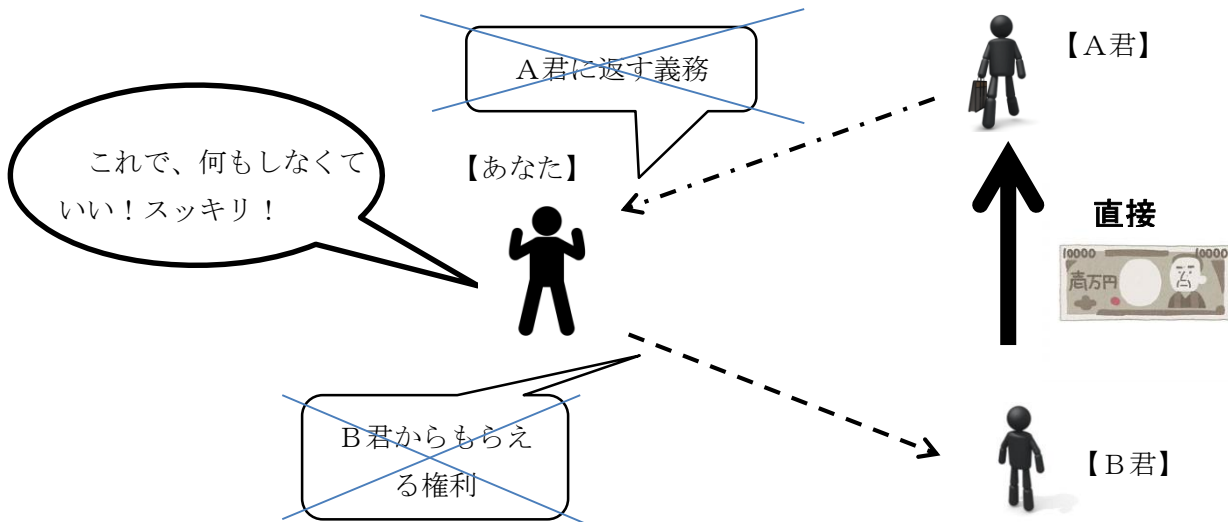 A君に返す義務
【A君】
これで、何もしなくて
いい!スッキリ!
【あなた】
直接
10000
10000
壱万円
B君からもらえ
る権利
【B君】